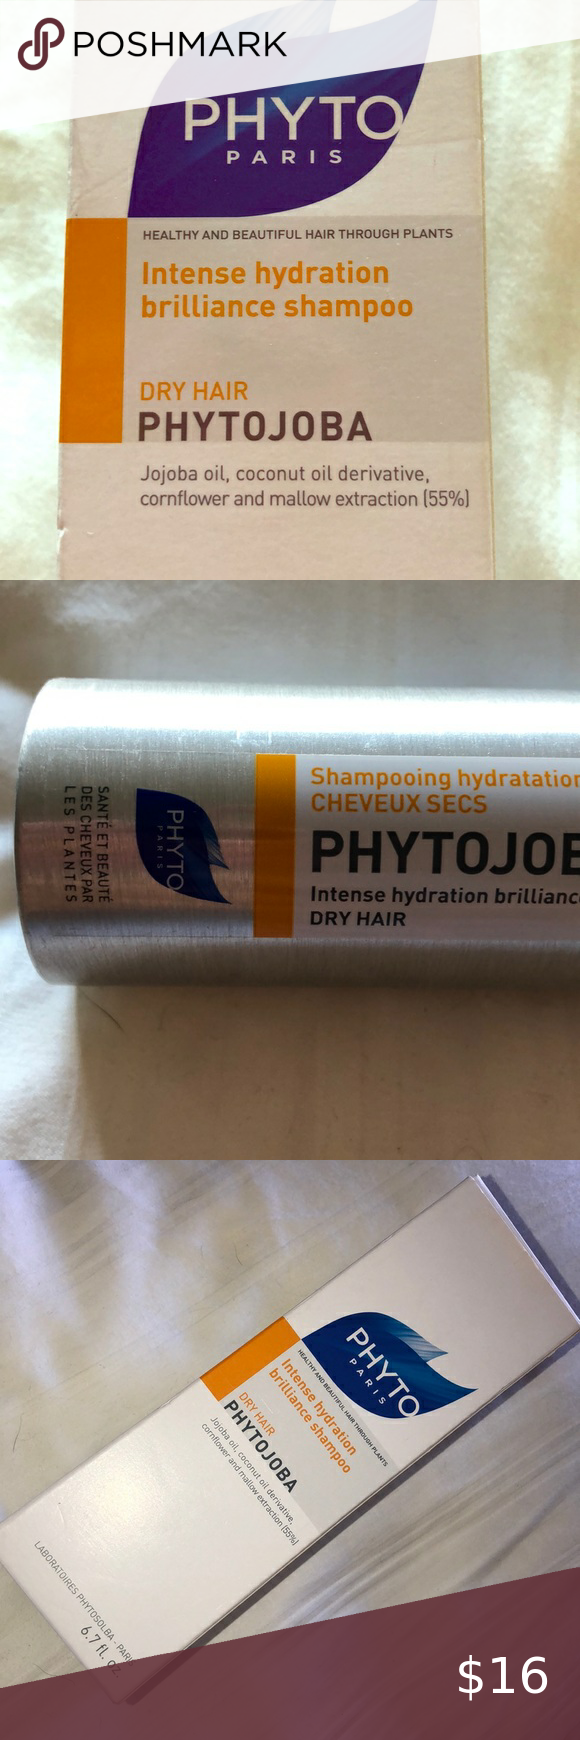 POSHMARK
PHYTO
PARIS
HEALTHY AND BEAUTIFUL HAIR THROUGH PLANTS
Intense hydration
brilliance shampoo
DRY HAIR
PHYTOJOBA
Jojoba oil, coconut oil derivative,
cornflower and mallow extraction (55%)
SANTÉ ET BEAUTÉ
DES CHEVEUX PAR
LES PLANTES
PHYTO
PARIS
Shampooing
CHEVEUX SECS
Intense hydration
DRY HAIR
PHYTO
PARIS
HEALTHY AND BEAUTIFUL HAIR THROUGH PLANTS
Intense hydration
brilliance shampoo
DRY HAIR
PHYTOJOBA
Jojoba oil, coconut oil derivative,
cornflower and mallow extraction (55%)
LABORATOIRES PHYTOSOLBA - PARIS
6.7 fl. oz.
$16